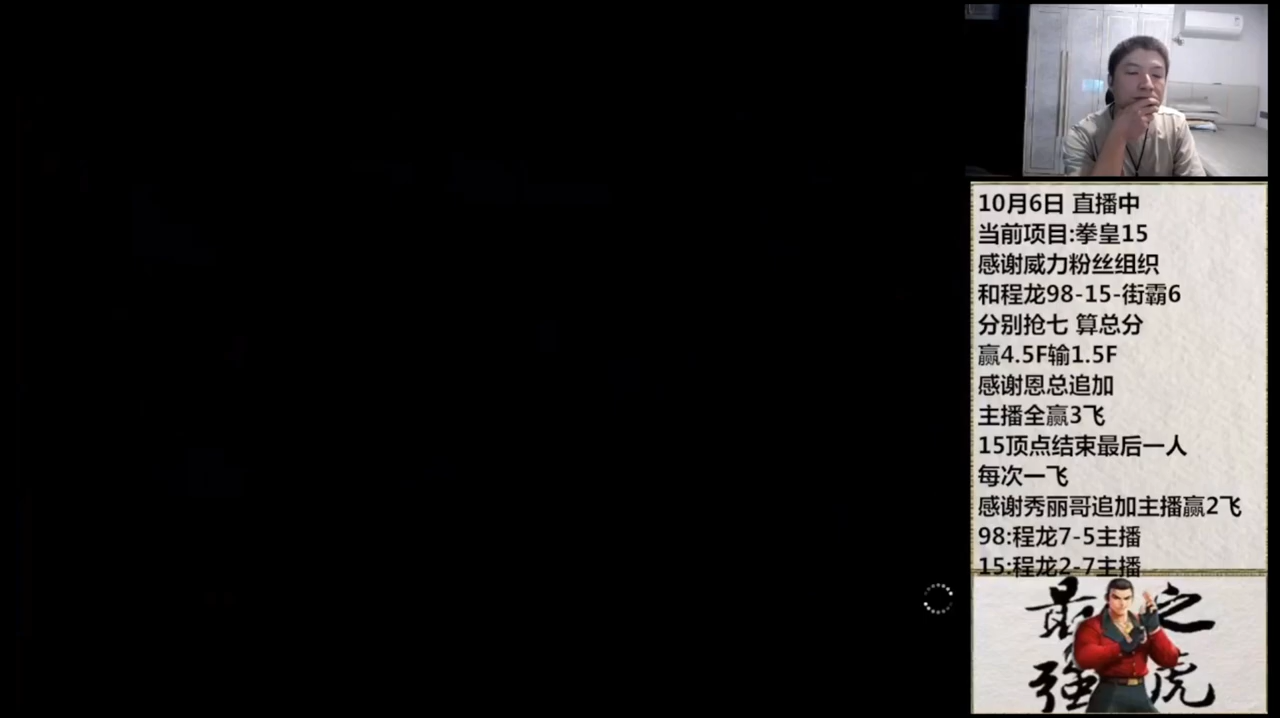 10月6日 直播中
当前项目:拳皇15
感谢威力粉丝组织
和程龙98-15-街霸6
分别抢七 算总分
赢4.5F输1.5F
感谢恩总追加
主播全赢3飞
15顶点结束最后一人
每次一飞
感谢秀丽哥追加主播赢2飞
98:程龙7-5主播
15:程龙2-7主播
最 之
强 虎